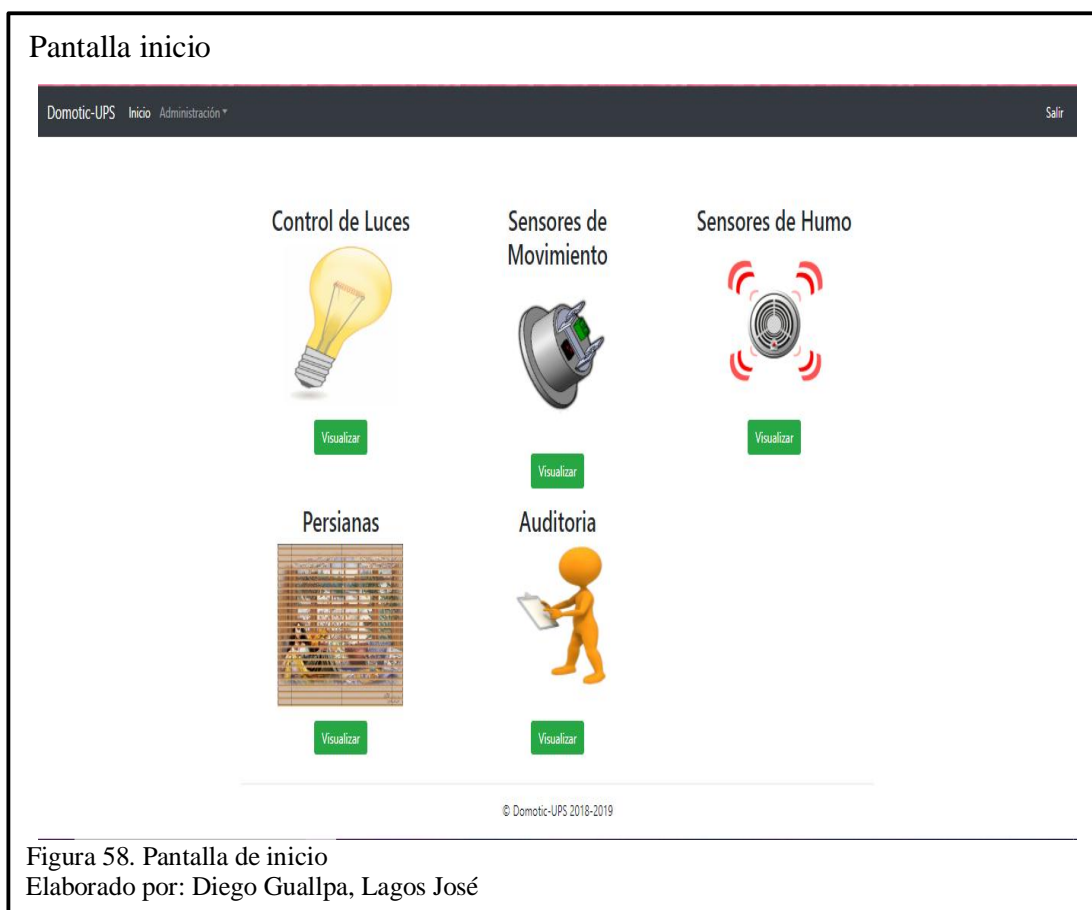 Pantalla inicio
Domotic-UPS Inicio Administración Salir
Control de Luces
Sensores de
Movimiento
Sensores de Humo
Visualizar
Visualizar
Visualizar
Persianas
Auditoria
Visualizar
Visualizar
© Domotic-UPS 2018-2019
Figura 58. Pantalla de inicio
Elaborado por: Diego Guallpa, Lagos José